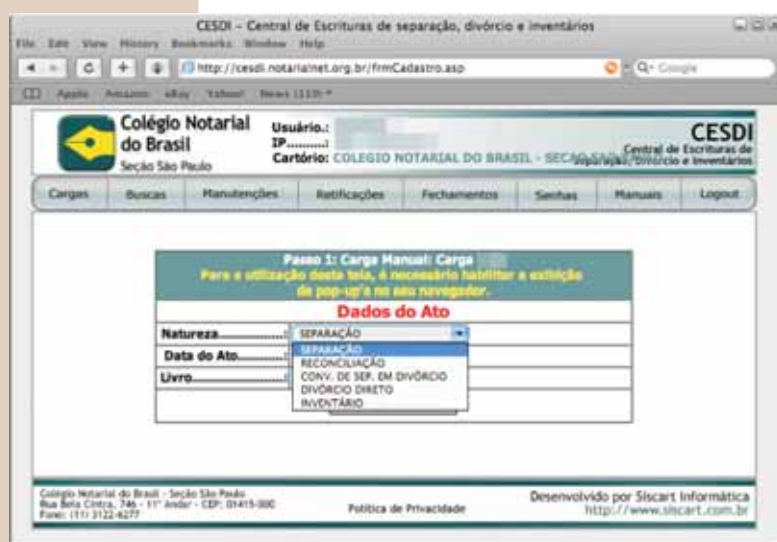 CESDI – Central de Escrituras de separação, divórcio e inventários
File Edit View History Bookmarks Window Help
http://cesdi.notarialnet.org.br/frmCadastro.asp
Google
Apple Amazon eBay Yahoo! News
Colégio Notarial
do Brasil
Seção São Paulo
Usuário.:
IP.........:
Cartório: COLEGIO NOTARIAL DO BRASIL - SECAO
CESDI
Central de Escrituras de
separação, divórcio e inventários
Cargas Buscas Manutenções Retificações Fechamentos Senhas Manuais Logout
Passo 1: Carga Manual: Carga
Para a utilização desta tela, é necessário habilitar a exibição
de pop-up's no seu navegador.
Dados do Ato
Natureza................: SEPARAÇÃO
SEPARAÇÃO
Data do Ato...........:
RECONCILIAÇÃO
Livro......................:
CONV. DE SEP. EM DIVÓRCIO
DIVÓRCIO DIRETO
INVENTÁRIO
Colégio Notarial do Brasil - Seção São Paulo
Rua Bela Cintra, 746 - 11° Andar - CEP: 01415-000
Fone: (11) 3122-6277
Política de Privacidade
Desenvolvido por Siscart Informática
http://www.siscart.com.br